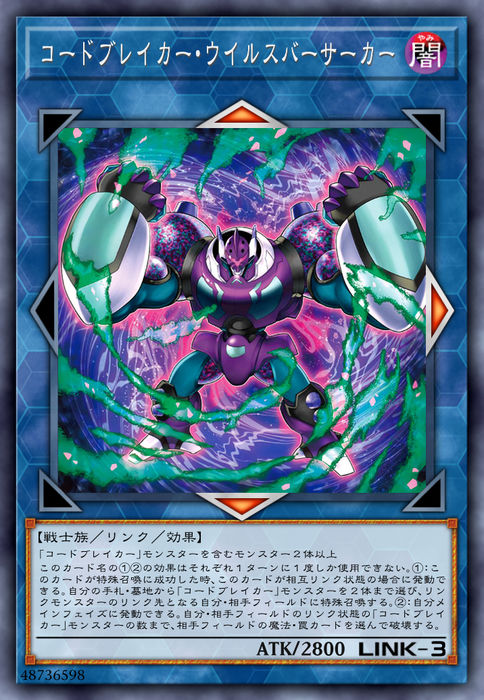 コードブレイカー・ウイルスバーサーカー
やみ
闇
【戦士族／リンク／効果】
「コードブレイカー」モンスターを含むモンスター２体以上
このカード名の①②の効果はそれぞれ１ターンに１度しか使用できない。①：こ
のカードが特殊召喚に成功した時、このカードが相互リンク状態の場合に発動で
きる。自分の手札・墓地から「コードブレイカー」モンスターを２体まで選び、リンク
モンスターのリンク先となる自分・相手フィールドに特殊召喚する。②：自分メ
インフェイズに発動できる。自分・相手フィールドのリンク状態の「コードブレイ
カー」モンスターの数まで、相手フィールドの魔法・罠カードを選んで破壊する。
ATK/2800 LINK-3
48736598